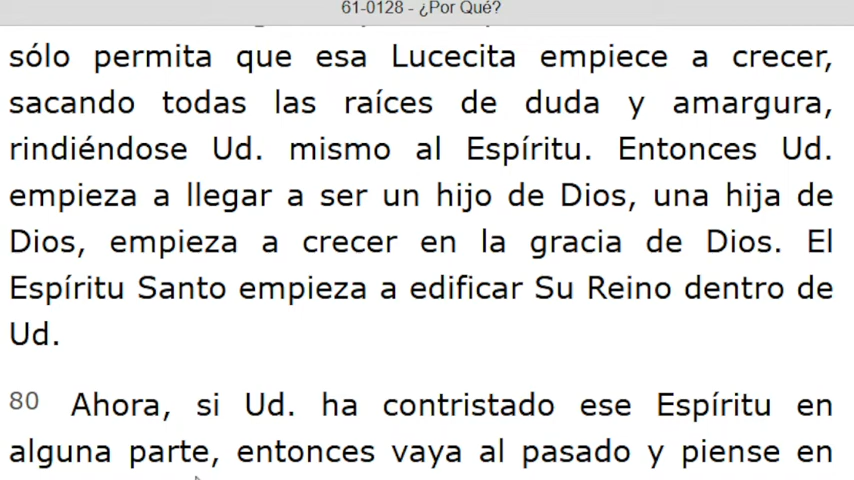 61-0128 - ¿Por Qué?
sólo permita que esa Lucecita empiece a crecer,
sacando todas las raíces de duda y amargura,
rindiéndose Ud. mismo al Espíritu. Entonces Ud.
empieza a llegar a ser un hijo de Dios, una hija de
Dios, empieza a crecer en la gracia de Dios. El
Espíritu Santo empieza a edificar Su Reino dentro de
Ud.
80 Ahora, si Ud. ha contristado ese Espíritu en
alguna parte, entonces vaya al pasado y piense en